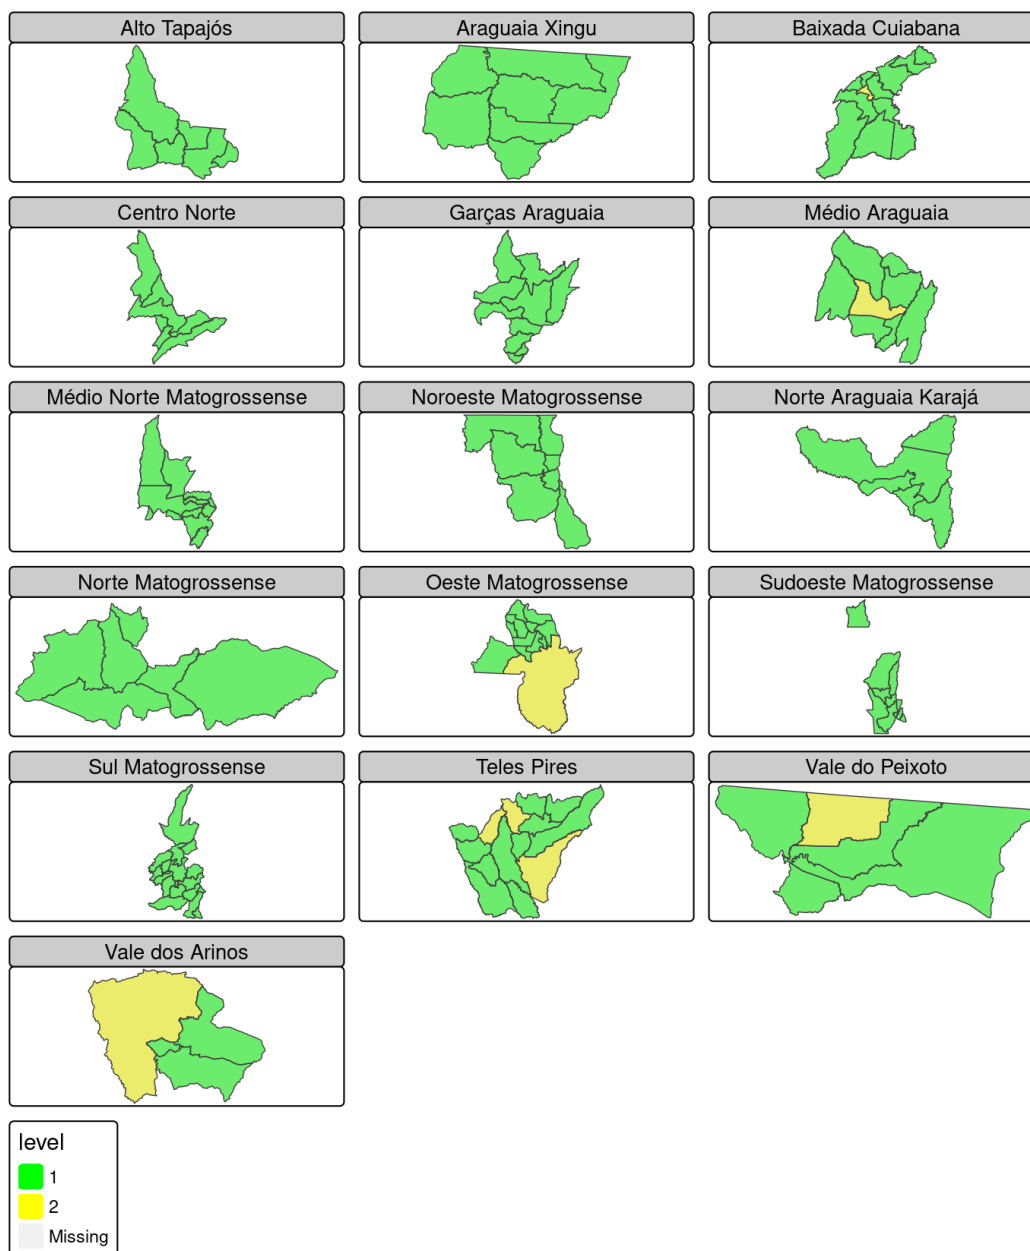 Alto Tapajós
Araguaia Xingu
Baixada Cuiabana
Centro Norte
Garças Araguaia
Médio Araguaia
Médio Norte Matogrossense
Noroeste Matogrossense
Norte Araguaia Karajá
Norte Matogrossense
Oeste Matogrossense
Sudoeste Matogrossense
Sul Matogrossense
Teles Pires
Vale do Peixoto
Vale dos Arinos
level
1
2
Missing